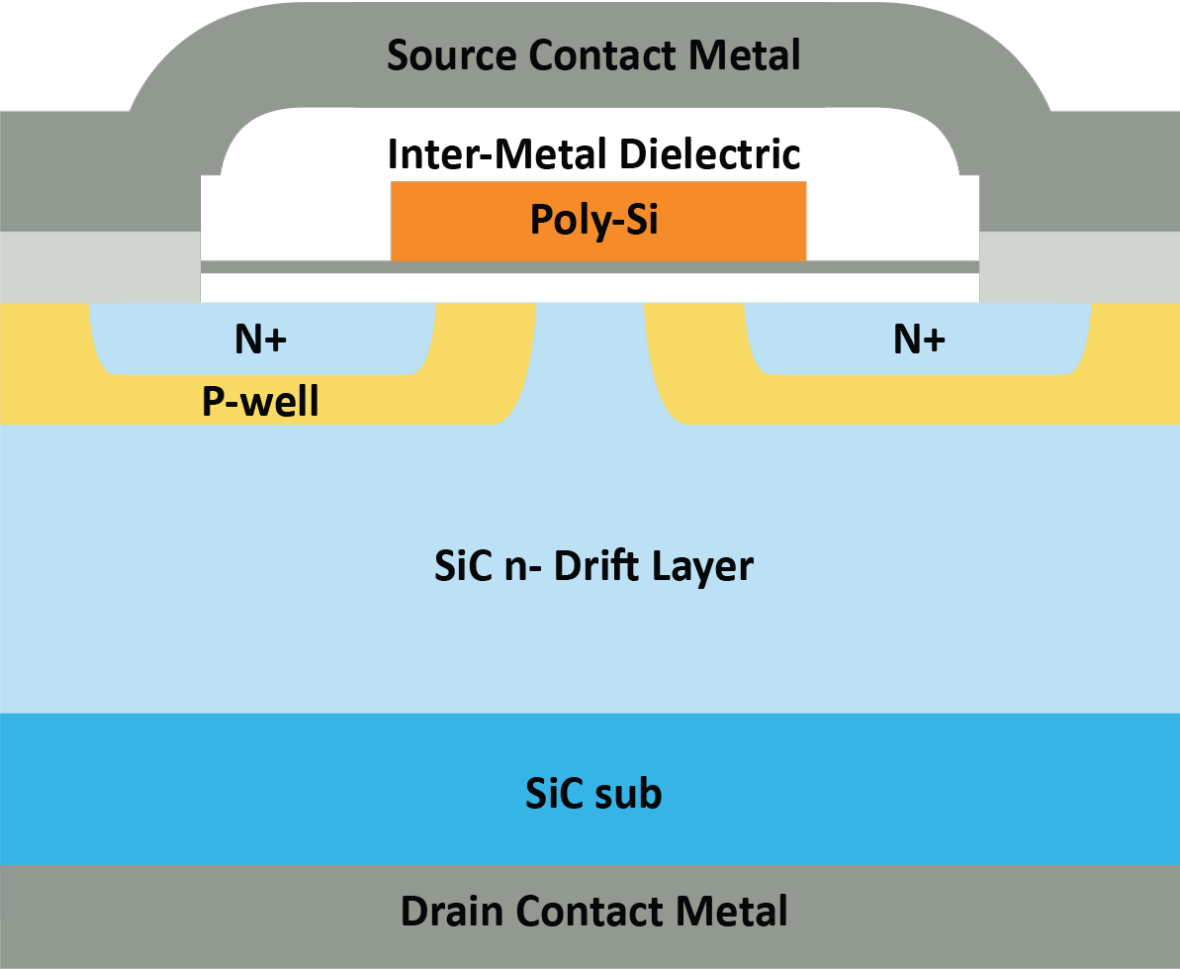 Source Contact Metal
Inter-Metal Dielectric
Poly-Si
N+
N+
P-well
SiC n- Drift Layer
SiC sub
Drain Contact Metal